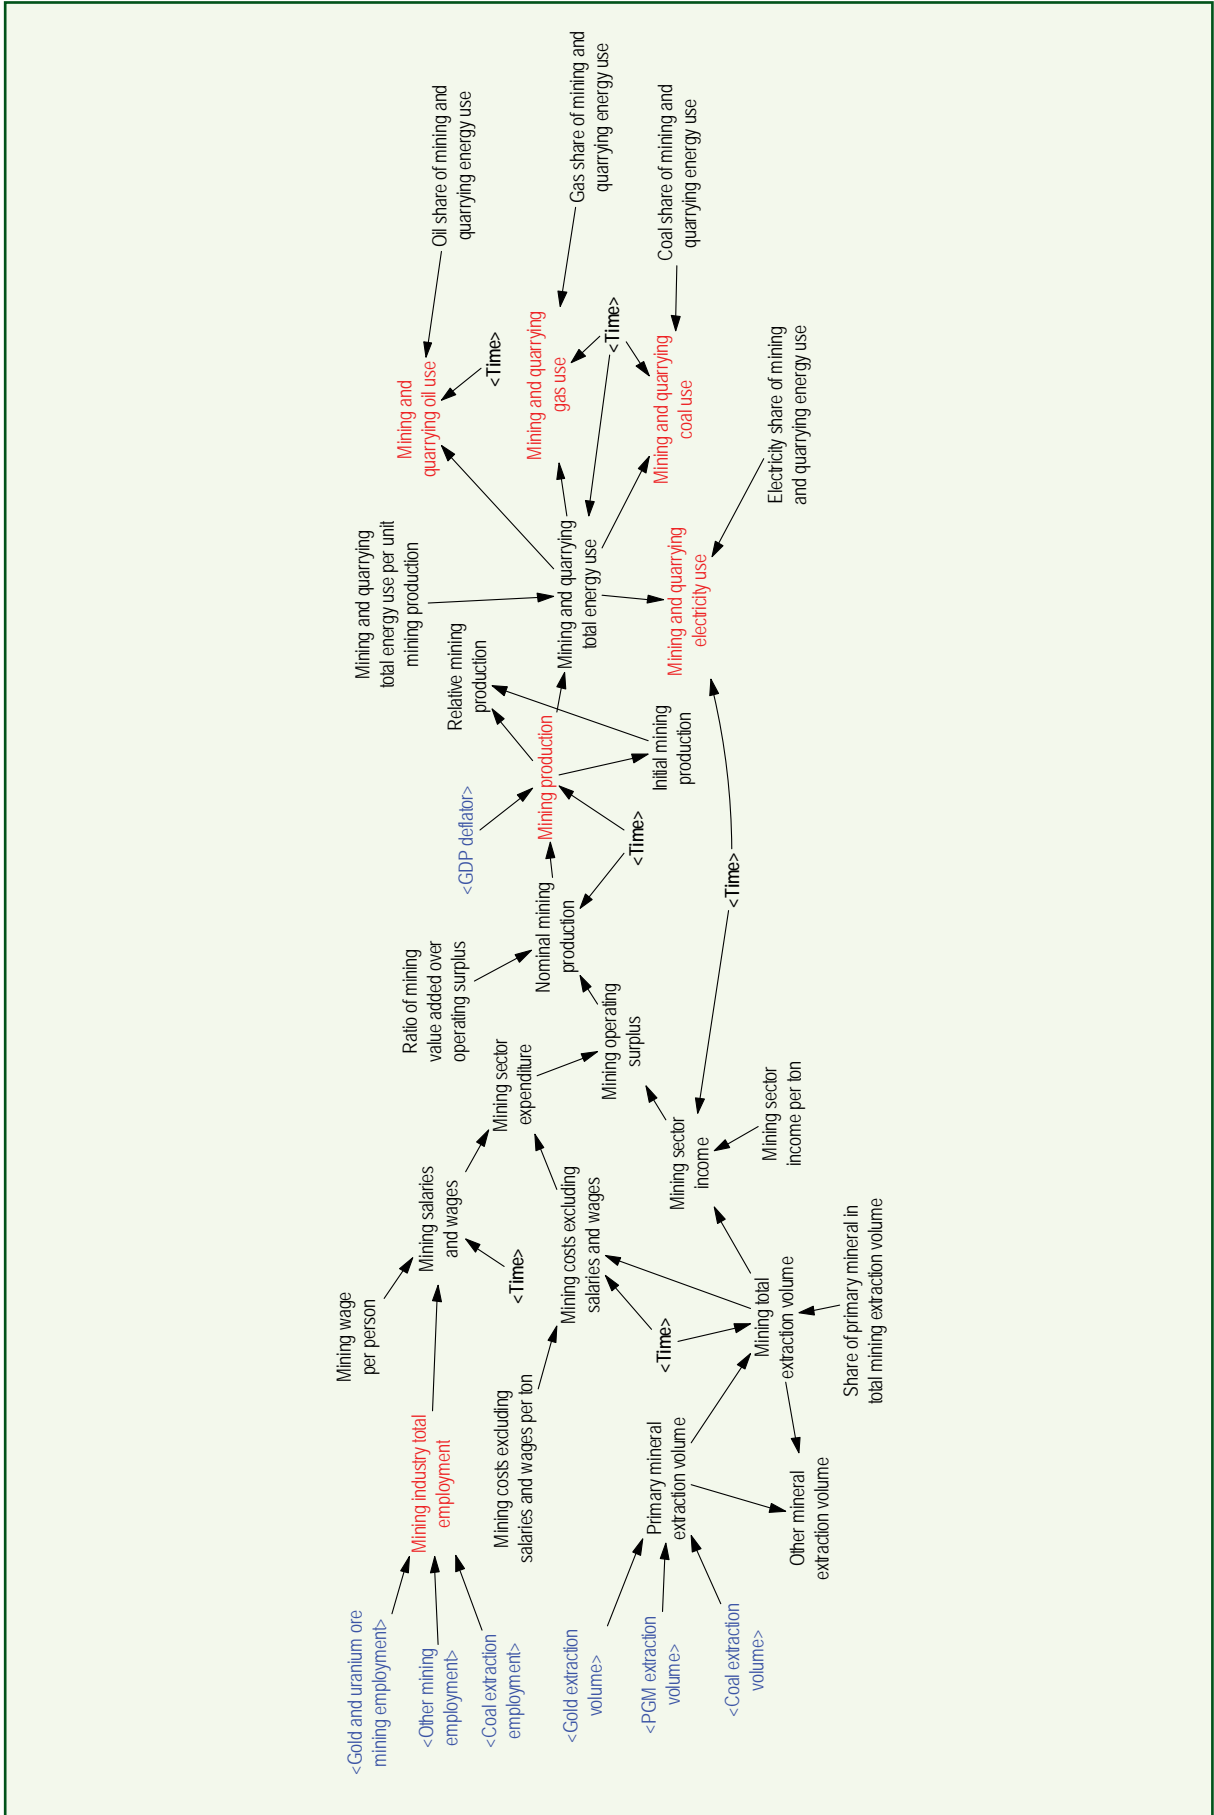 <Gold and uranium ore
mining employment>
<Other mining
employment>
<Coal extraction
employment>
<Gold extraction
volume>
<PGM extraction
volume>
<Coal extraction
volume>
Mining industry total
employment
Mining costs excluding
salaries and wages per ton
Primary mineral
extraction volume
Other mineral
extraction volume
Mining wage
per person
Mining salaries
and wages
<Time>
Mining costs excluding
salaries and wages
<Time>
Mining total
extraction volume
Share of primary mineral in
total mining extraction volume
Mining sector
expenditure
Mining sector
income
Mining sector
income per ton
Ratio of mining
value added over
operating surplus
Mining operating
surplus
Nominal mining
production
<GDP deflator>
Mining production
<Time>
<Time>
Relative mining
production
Initial mining
production
Mining and quarrying
total energy use per unit
mining production
Mining and quarrying
total energy use
Mining and quarrying
electricity use
Electricity share of mining
and quarrying energy use
Mining and
quarrying oil use
<Time>
Mining and quarrying
gas use
<Time>
Mining and quarrying
coal use
Oil share of mining and
quarrying energy use
Gas share of mining and
quarrying energy use
Coal share of mining and
quarrying energy use